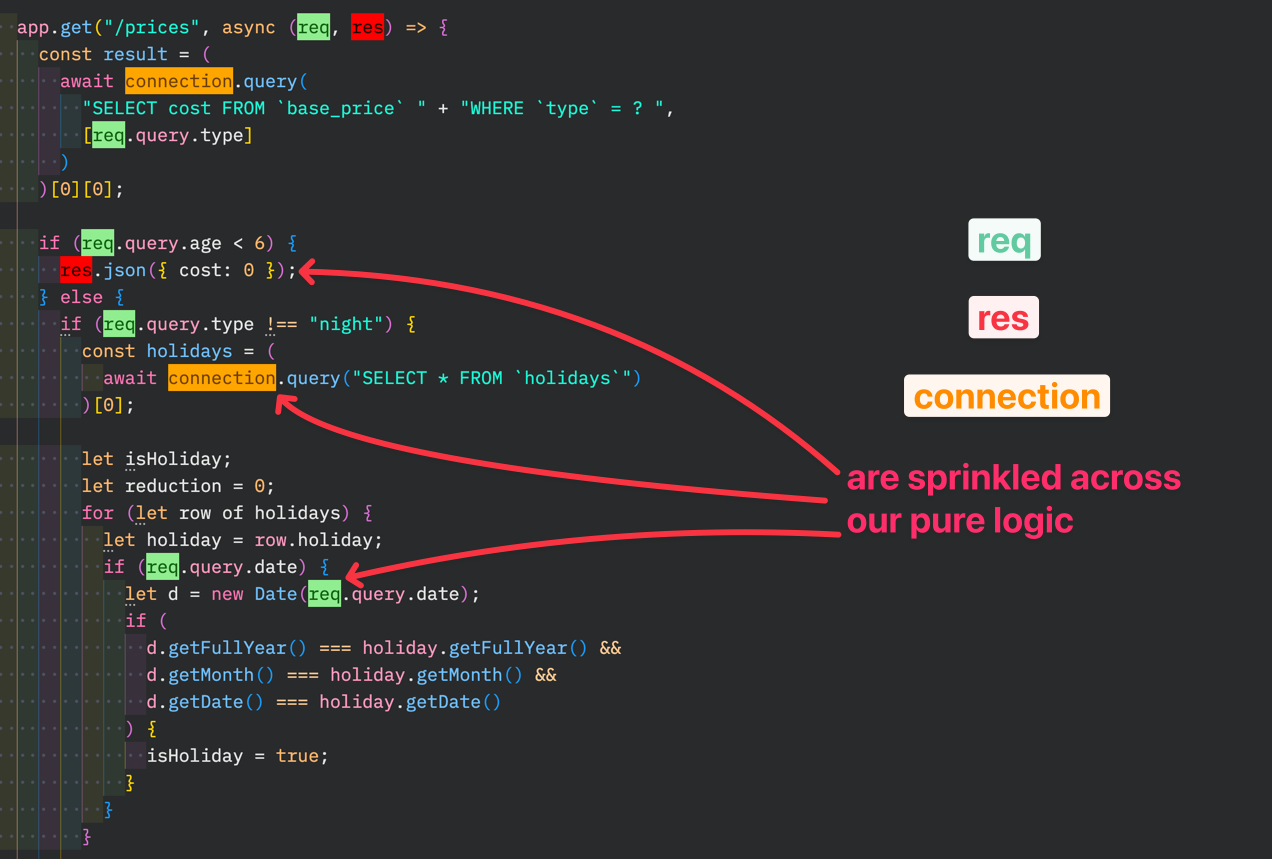 app.get("/prices", async (req, res) => {
const result = (
await connection.query(
"SELECT cost FROM `base_price` " + "WHERE `type` = ? ",
[req.query.type]
)
)[0][0];
if (req.query.age < 6) {
res.json({ cost: 0 });
} else {
if (req.query.type !== "night") {
const holidays = (
await connection.query("SELECT * FROM `holidays`")
)[0];
let isHoliday;
let reduction = 0;
for (let row of holidays) {
let holiday = row.holiday;
if (req.query.date) {
let d = new Date(req.query.date);
if (
d.getFullYear() === holiday.getFullYear() &&
d.getMonth() === holiday.getMonth() &&
d.getDate() === holiday.getDate()
) {
isHoliday = true;
}
}
}
req
res
connection
are sprinkled across
our pure logic